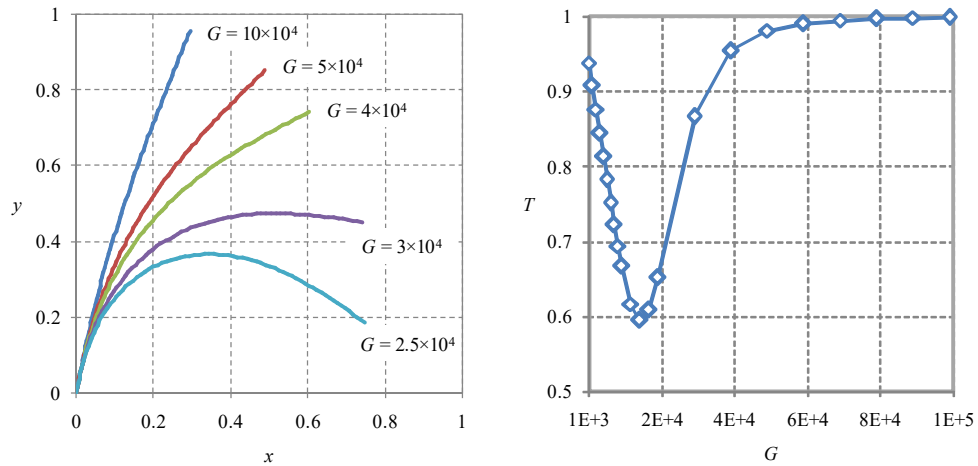 1
0.8
0.6
0.4
0.2
0
y
0
0.2
0.4
0.6
0.8
1
x
G = 10×10⁴
G = 5×10⁴
G = 4×10⁴
G = 3×10⁴
G = 2.5×10⁴
1
0.9
0.8
0.7
0.6
0.5
T
1E+3
2E+4
4E+4
6E+4
8E+4
1E+5
G